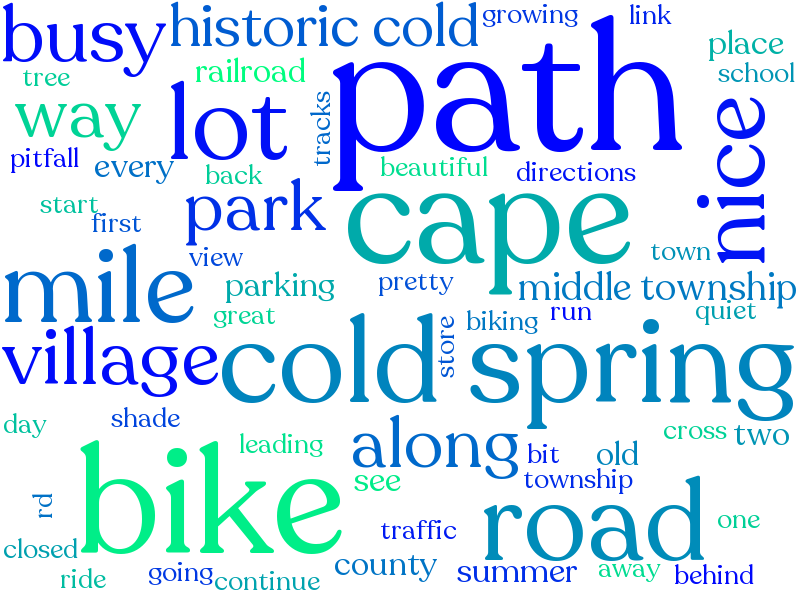 busy
historic cold
growing
link
path
place
school
tree
railroad
lot
way
tracks
nice
pitfall
every
back
beautiful
directions
start
first
park
cape
view
town
mile
parking
pretty
middle township
great
biking
run
quiet
store
village
cold spring
day
shade
leading
along
cross
two
bike
bit
old
see
township
rd
road
one
traffic
closed
county
summer
away
behind
ride
going
continue